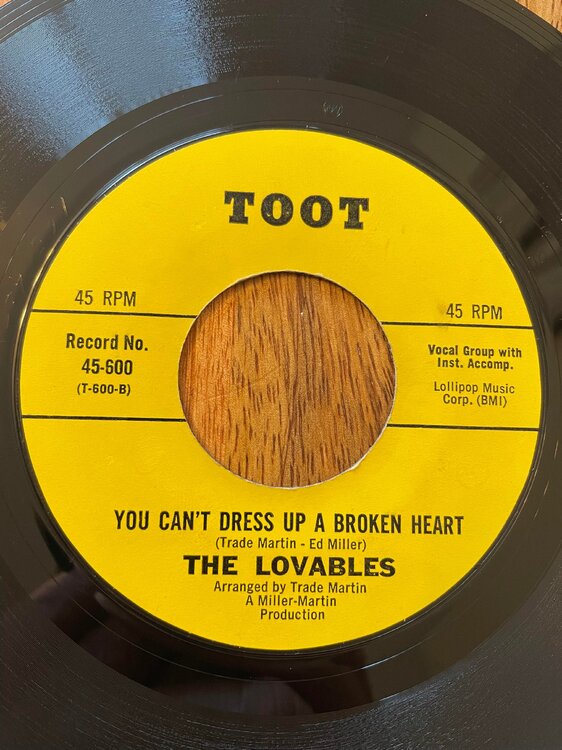 TOOT
45 RPM
45 RPM
Record No.
45-600
(T-600-B)
Vocal Group with
Inst. Accomp.
Lollipop Music
Corp. (BMI)
YOU CAN'T DRESS UP A BROKEN HEART
(Trade Martin - Ed Miller)
THE LOVABLES
Arranged by Trade Martin
A Miller-Martin
Production